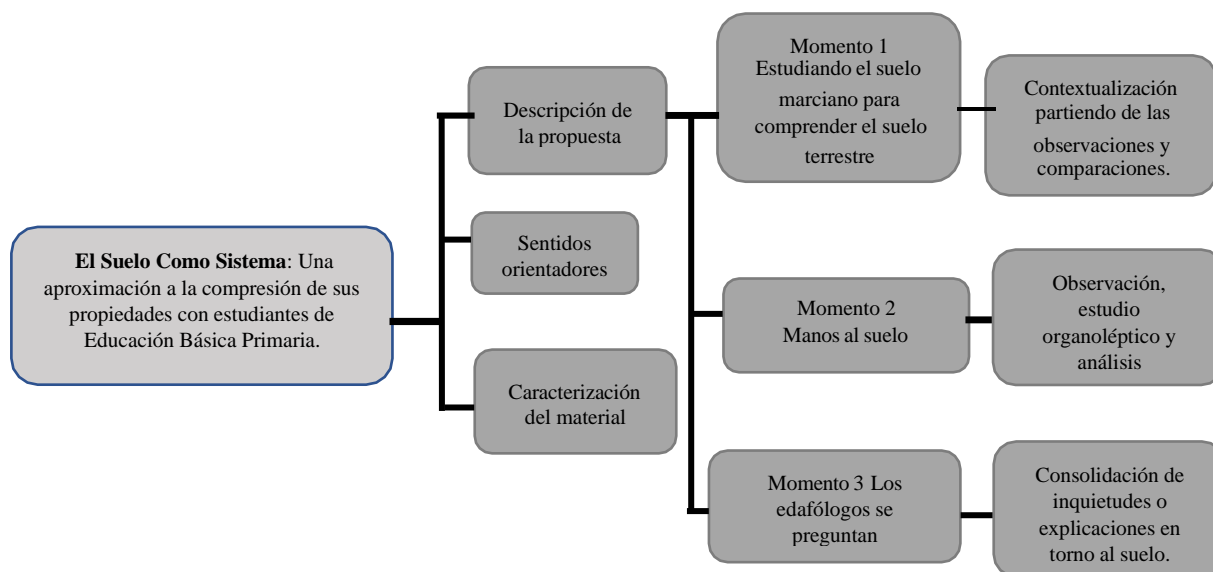 El Suelo Como Sistema: Una
aproximación a la compresión de sus
propiedades con estudiantes de
Educación Básica Primaria.
Descripción de
la propuesta
Sentidos
orientadores
Caracterización
del material
Momento 1
Estudiando el suelo
marciano para
comprender el suelo
terrestre
Contextualización
partiendo de las
observaciones y
comparaciones.
Momento 2
Manos al suelo
Observación,
estudio
organoléptico y
análisis
Momento 3 Los
edafólogos se
preguntan
Consolidación de
inquietudes o
explicaciones en
torno al suelo.